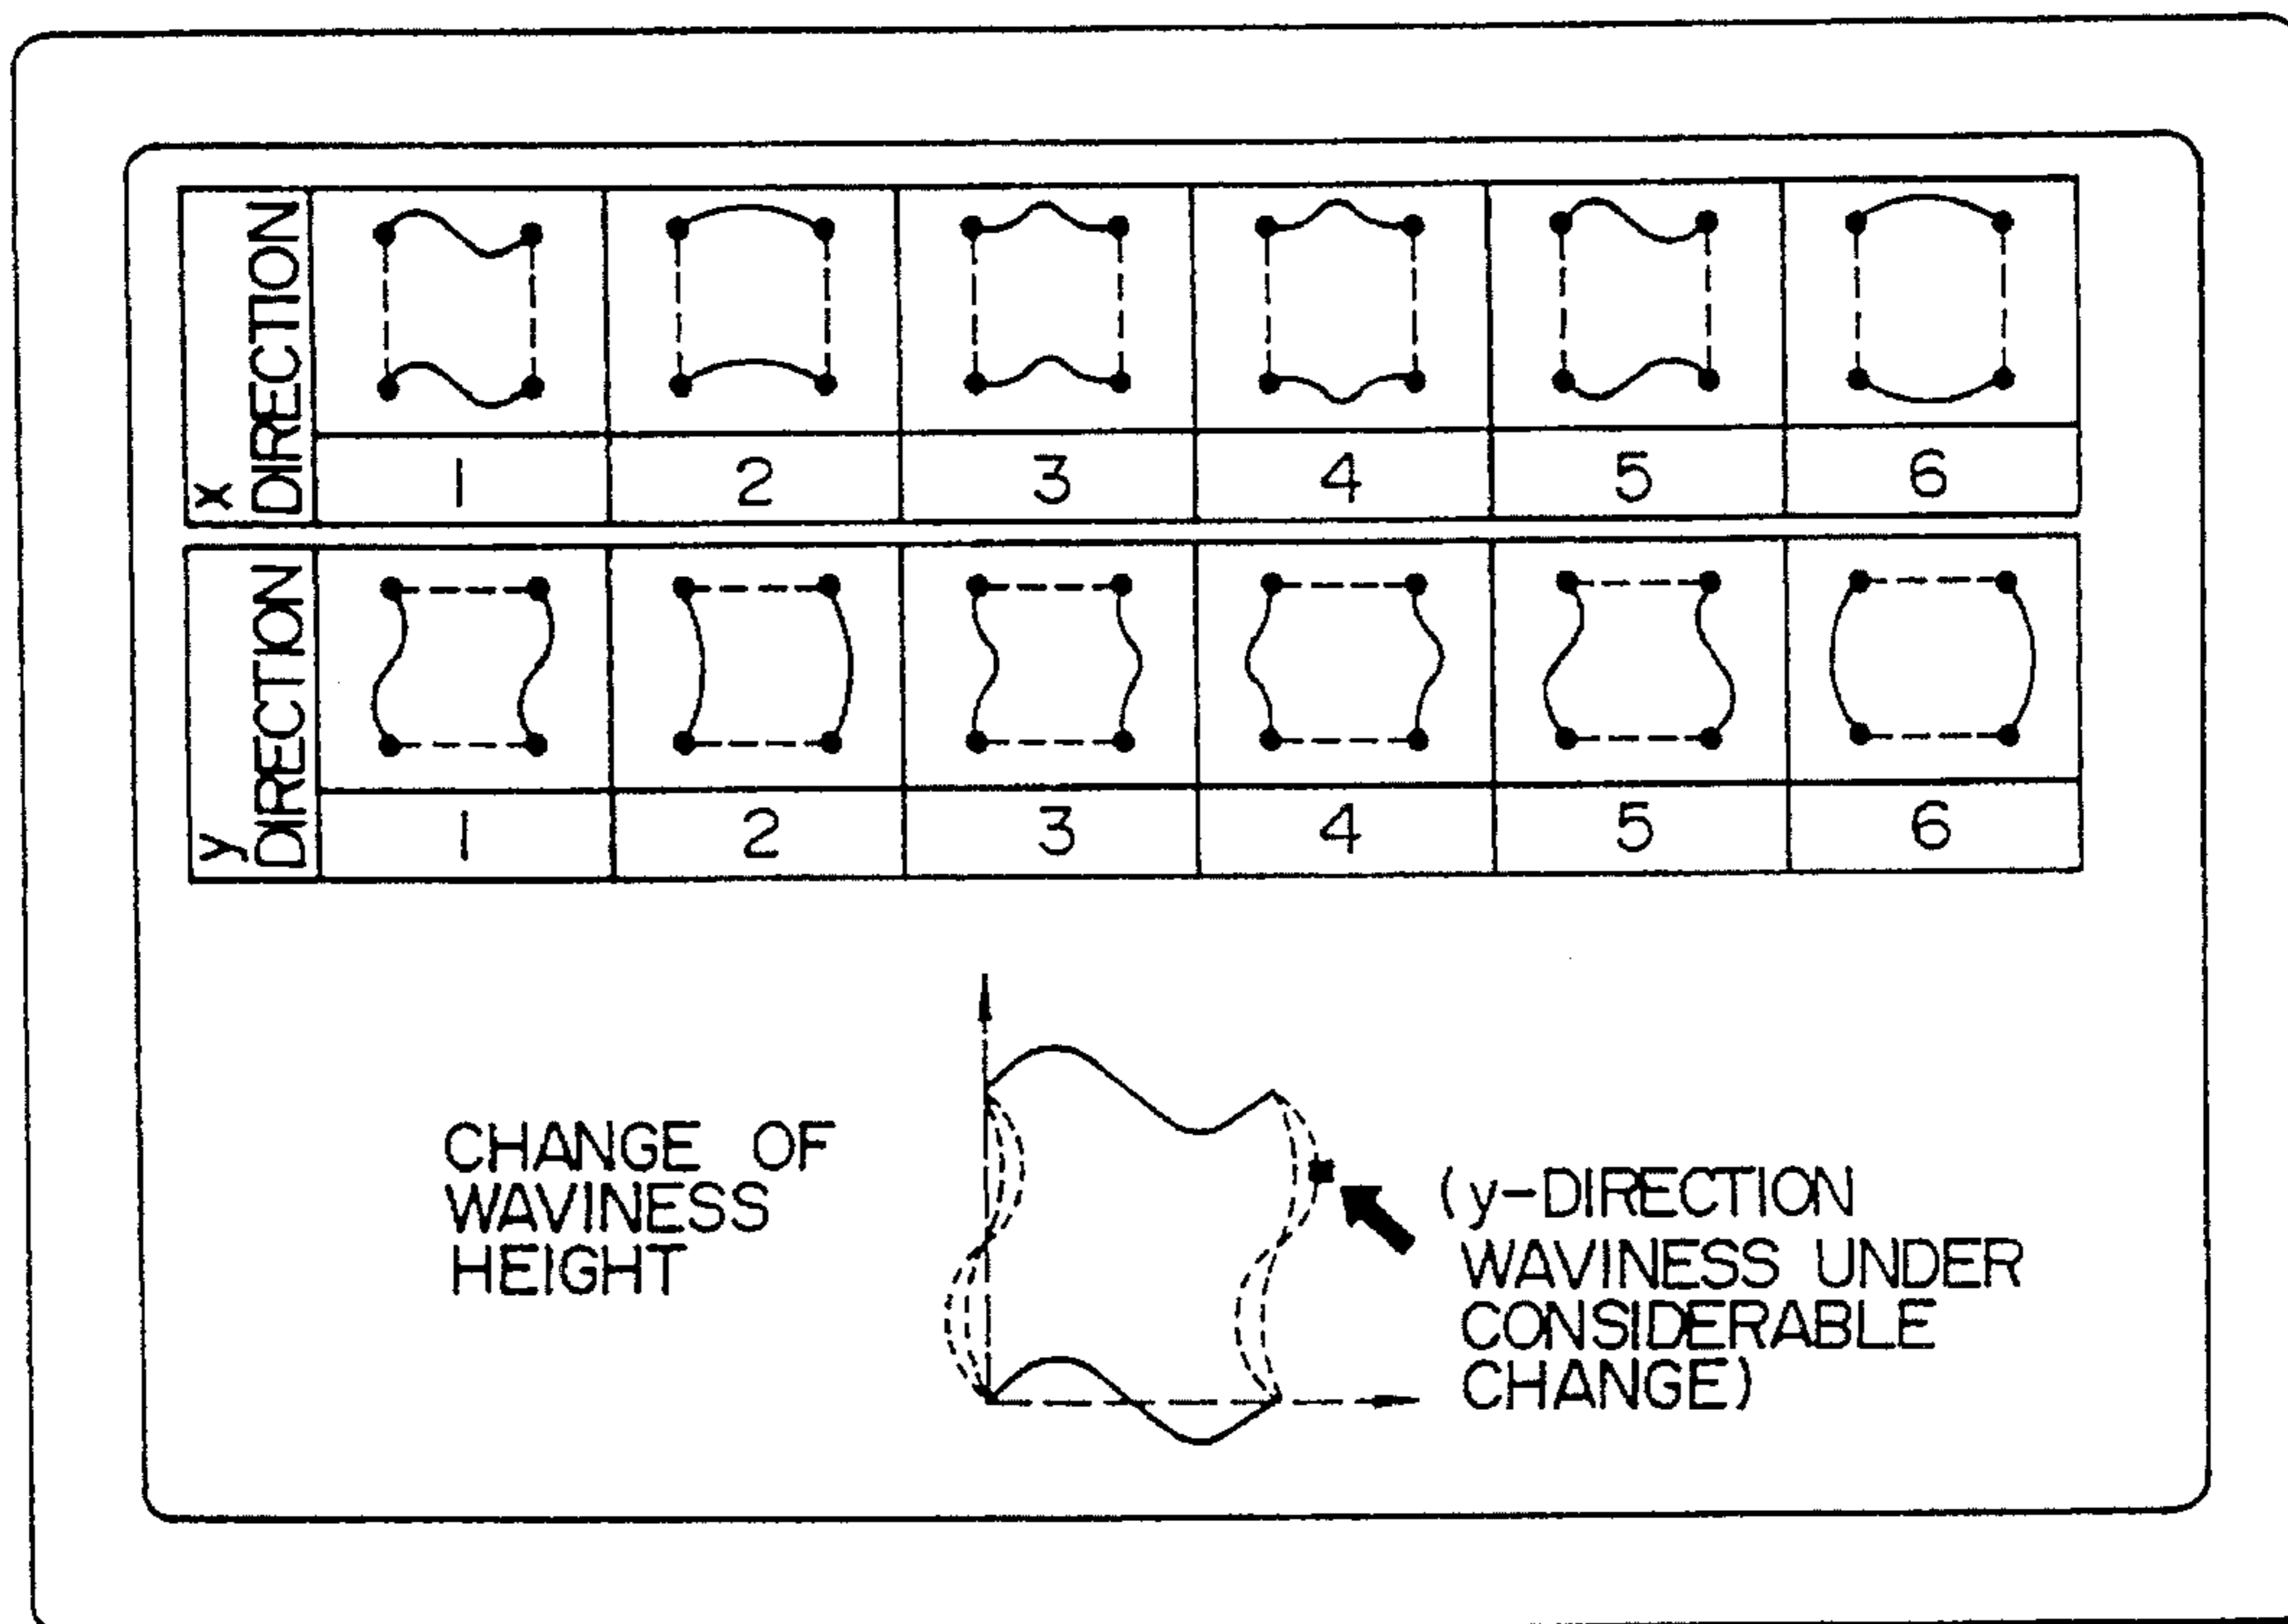 x
DIRECTION
1 2 3 4 5 6
y
DIRECTION
1 2 3 4 5 6
CHANGE OF
WAVINESS
HEIGHT
(y-DIRECTION
WAVINESS UNDER
CONSIDERABLE
CHANGE)